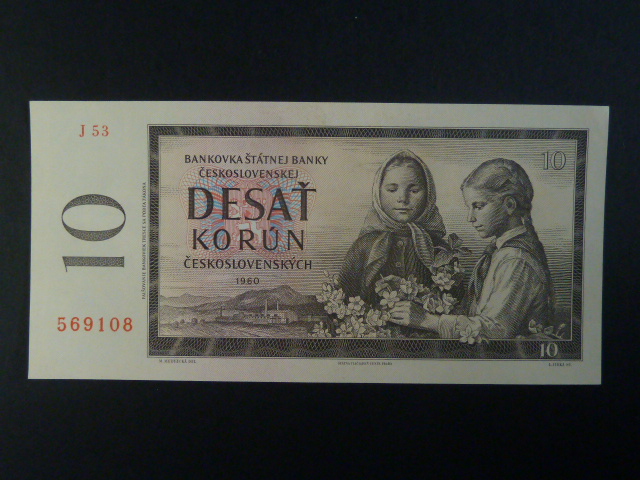 J 53
10
569108
BANKOVKA ŠTÁTNEJ BANKY
ČESKOSLOVENSKEJ
DESAŤ
KORÚN
ČESKOSLOVENSKÝCH
1960
10
10